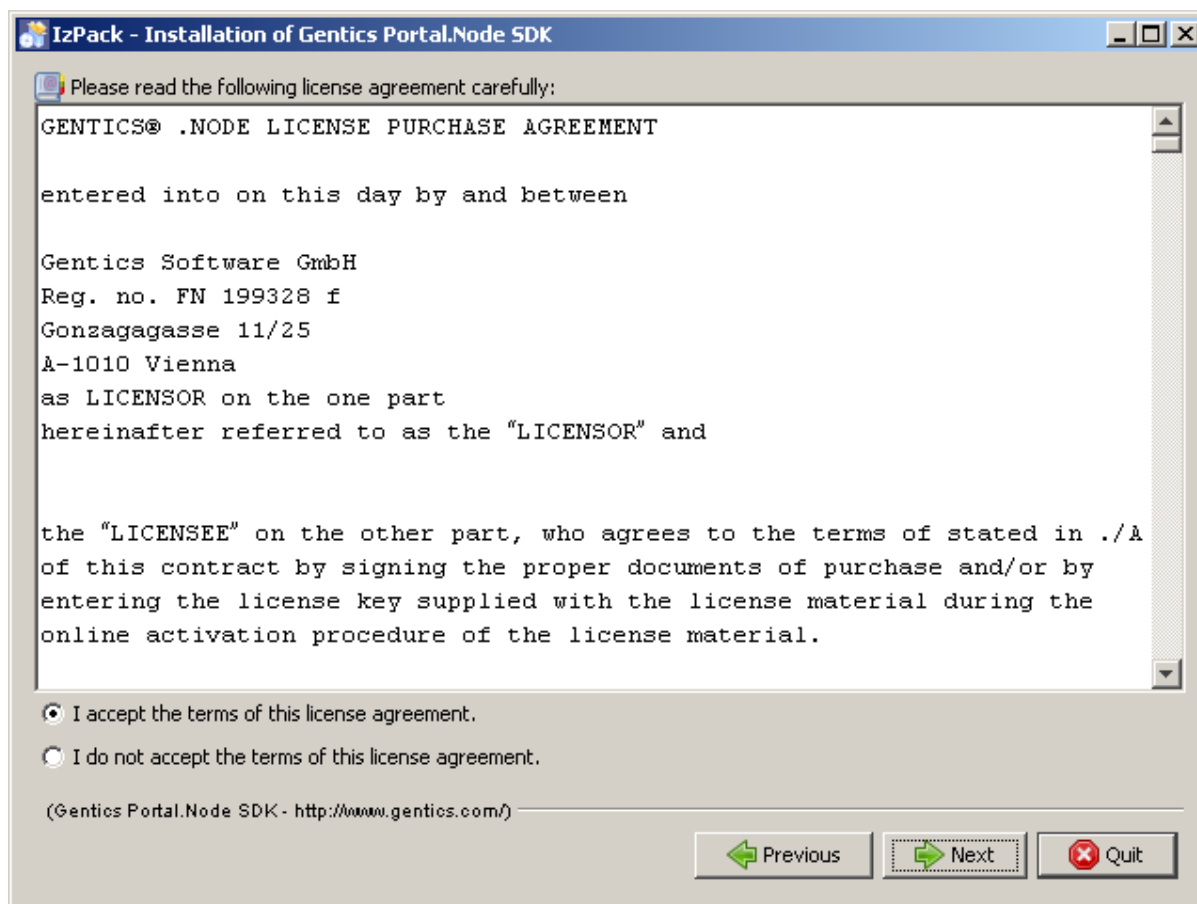 IzPack - Installation of Gentics Portal.Node SDK
Please read the following license agreement carefully:
GENTICS® .NODE LICENSE PURCHASE AGREEMENT
entered into on this day by and between
Gentics Software GmbH
Reg. no. FN 199328 f
Gonzagagasse 11/25
A-1010 Vienna
as LICENSOR on the one part
hereinafter referred to as the "LICENSOR" and
the "LICENSEE" on the other part, who agrees to the terms of stated in ./A
of this contract by signing the proper documents of purchase and/or by
entering the license key supplied with the license material during the
online activation procedure of the license material.
I accept the terms of this license agreement.
I do not accept the terms of this license agreement.
(Gentics Portal.Node SDK - http://www.gentics.com/)
Previous Next Quit